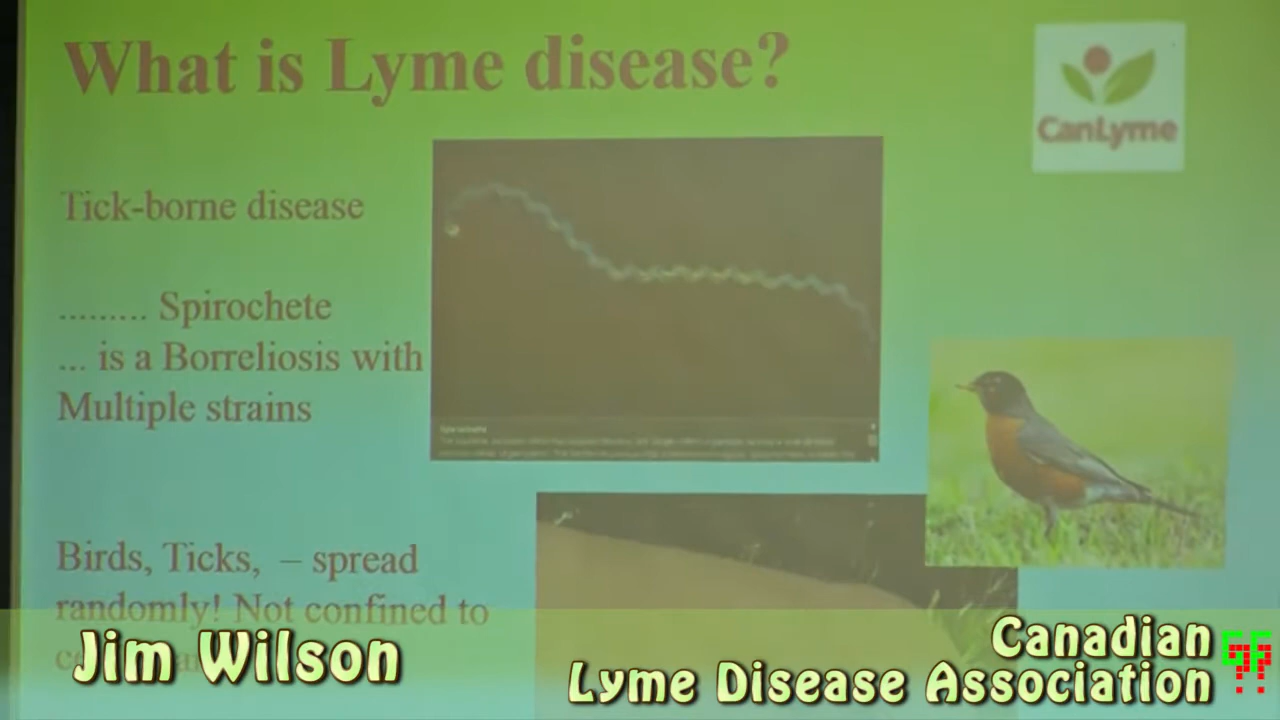 What is Lyme disease?
CanLyme
Tick-borne disease
......... Spirochete
... is a Borreliosis with
Multiple strains
Birds, Ticks, – spread
randomly! Not confined to
Jim Wilson
Canadian
Lyme Disease Association